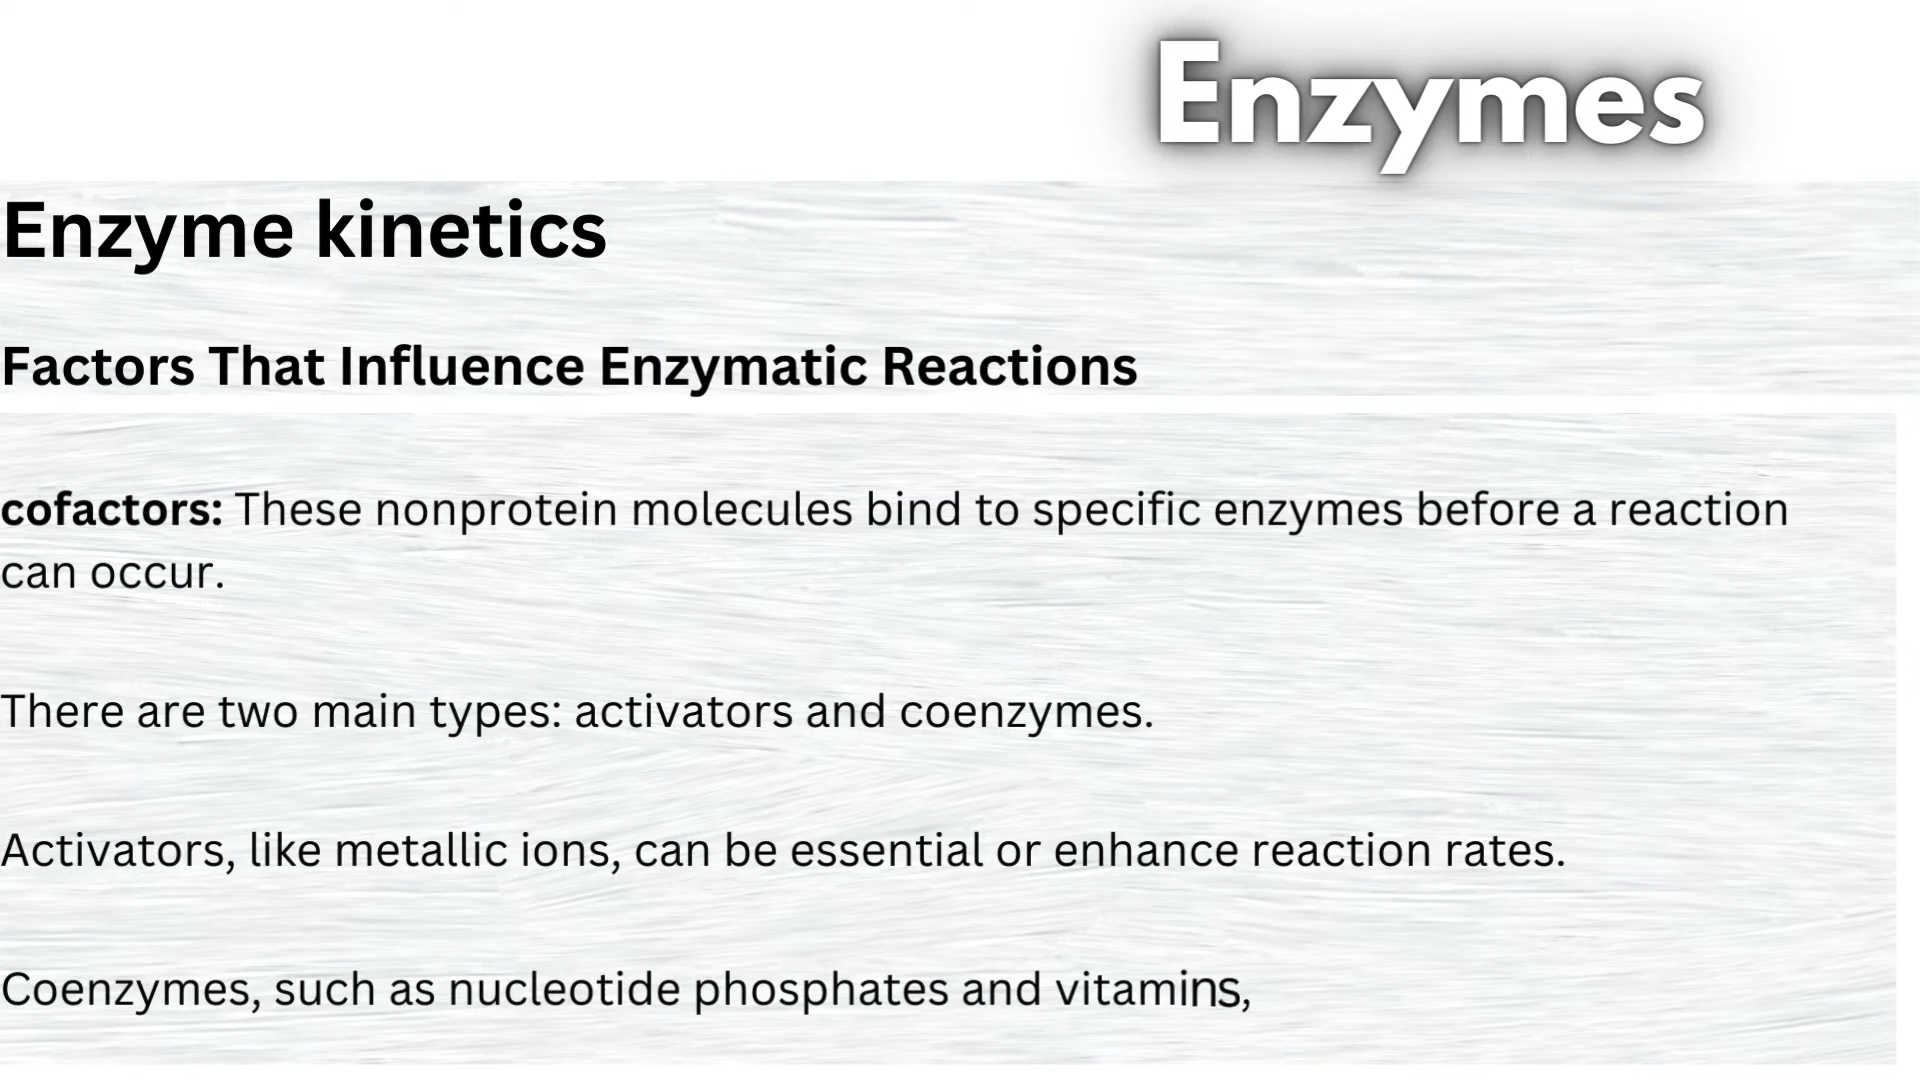 Enzymes
Enzyme kinetics
Factors That Influence Enzymatic Reactions
cofactors: These nonprotein molecules bind to specific enzymes before a reaction
can occur.
There are two main types: activators and coenzymes.
Activators, like metallic ions, can be essential or enhance reaction rates.
Coenzymes, such as nucleotide phosphates and vitamins,